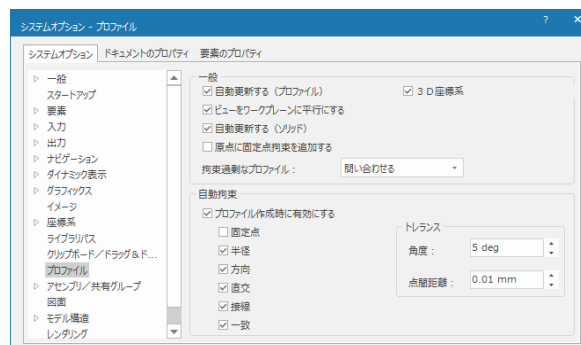 システムオプション - プロファイル
システムオプション ドキュメントのプロパティ 要素のプロパティ
一般
スタートアップ
要素
入力
出力
ナビゲーション
ダイナミック表示
グラフィックス
イメージ
座標系
ライブラリパス
クリップボード/ドラッグ&ド...
プロファイル
アセンブリ/共有グループ
図面
モデル構造
レンダリング
一般
自動更新する（プロファイル） 3D座標系
ビューをワークプレーンに平行にする
自動更新する（ソリッド）
原点に固定点拘束を追加する
拘束過剰なプロファイル： 問い合わせる
自動拘束
プロファイル作成時に有効にする
固定点
半径
方向
直交
接線
一致
トレランス
角度： 5 deg
点間距離： 0.01 mm